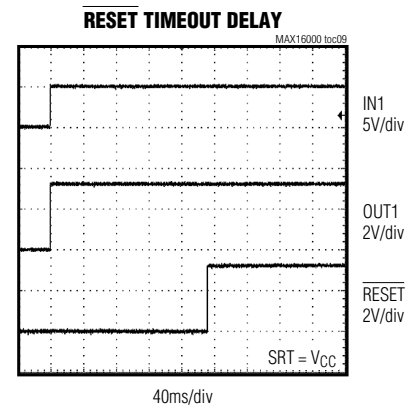 RESET TIMEOUT DELAY
MAX16000 toc09
IN1
5V/div
OUT1
2V/div
RESET
2V/div
SRT = VCC
40ms/div